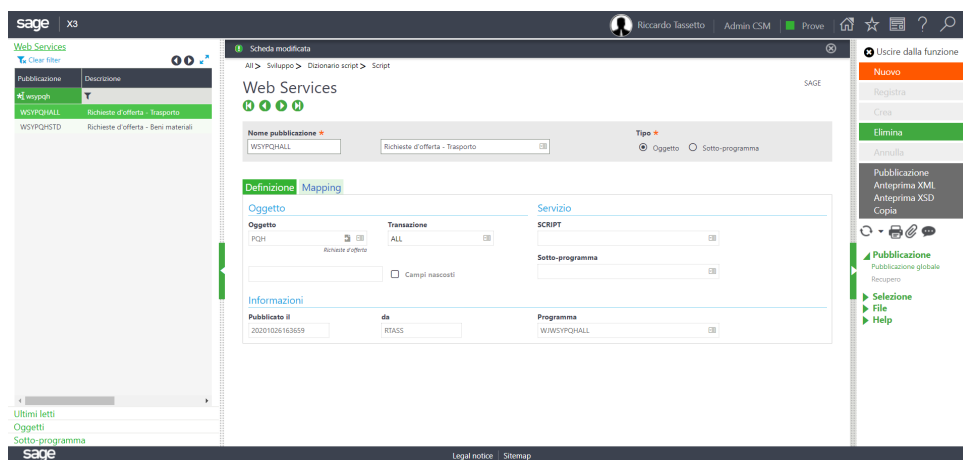 sage X3
Riccardo Tassetto Admin CSM Prove
Web Services
Clear filter
Pubblicazione Descrizione
wsypqh
WSYPQHALL Richieste d'offerta - Trasporto
WSYPQHSTD Richieste d'offerta - Beni materiali
Ultimi letti
Oggetti
Sotto-programma
Scheda modificata
All > Sviluppo > Dizionario script > Script
Web Services
SAGE
Nome pubblicazione * Tipo *
WSYPQHALL Richieste d'offerta - Trasporto Oggetto Sotto-programma
Definizione Mapping
Oggetto Servizio
Oggetto Transazione SCRIPT
PQH ALL
Richieste d'offerta
Sotto-programma
Campi nascosti
Informazioni
Pubblicato il da Programma
20201026163659 RTASS WJWSYPQHALL
Uscire dalla funzione
Nuovo
Registra
Crea
Elimina
Annulla
Pubblicazione
Anteprima XML
Anteprima XSD
Copia
Pubblicazione
Pubblicazione globale
Recupero
Selezione
File
Help
sage
Legal notice Sitemap